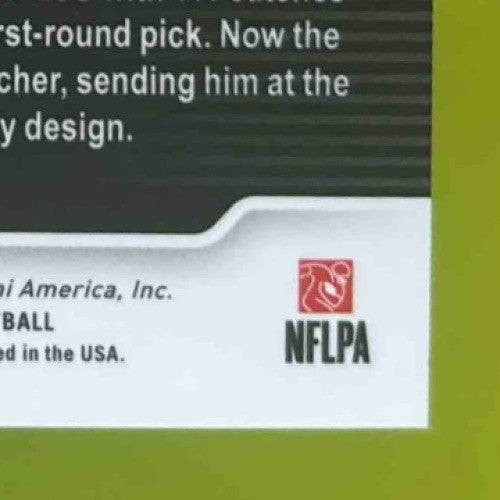 rst-round pick. Now the
cher, sending him at the
y design.
ni America, Inc.
BALL
ed in the USA.
NFLPA